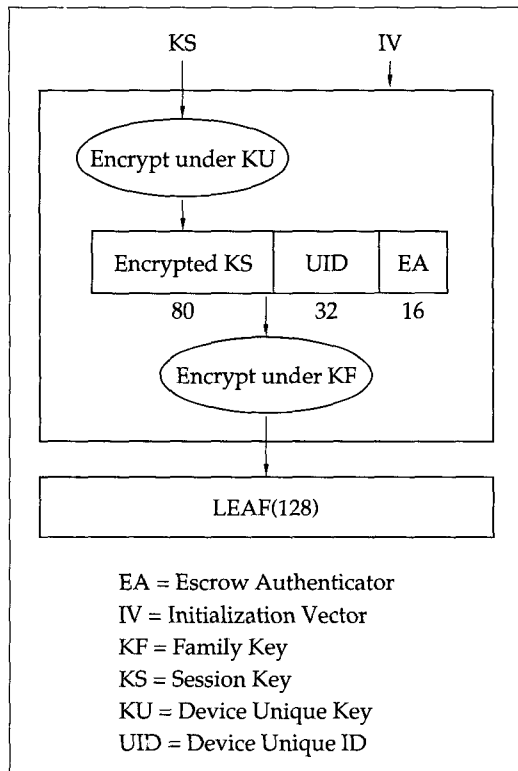 KS IV
Encrypt under KU
Encrypted KS UID EA
80 32 16
Encrypt under KF
LEAF(128)
EA = Escrow Authenticator
IV = Initialization Vector
KF = Family Key
KS = Session Key
KU = Device Unique Key
UID = Device Unique ID